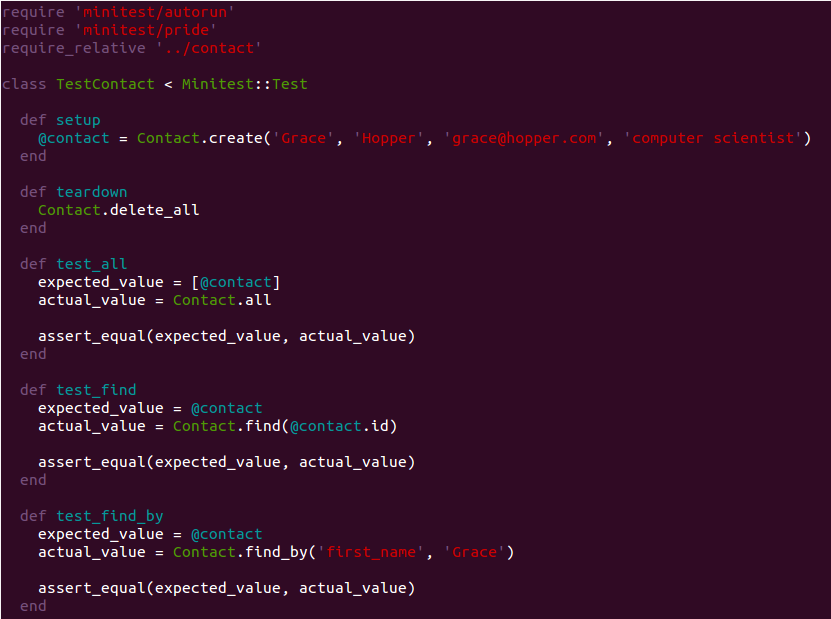 require 'minitest/autorun'
require 'minitest/pride'
require_relative '../contact'

class TestContact < Minitest::Test

  def setup
    @contact = Contact.create('Grace', 'Hopper', 'grace@hopper.com', 'computer scientist')
  end

  def teardown
    Contact.delete_all
  end

  def test_all
    expected_value = [@contact]
    actual_value = Contact.all

    assert_equal(expected_value, actual_value)
  end

  def test_find
    expected_value = @contact
    actual_value = Contact.find(@contact.id)

    assert_equal(expected_value, actual_value)
  end

  def test_find_by
    expected_value = @contact
    actual_value = Contact.find_by('first_name', 'Grace')

    assert_equal(expected_value, actual_value)
  end